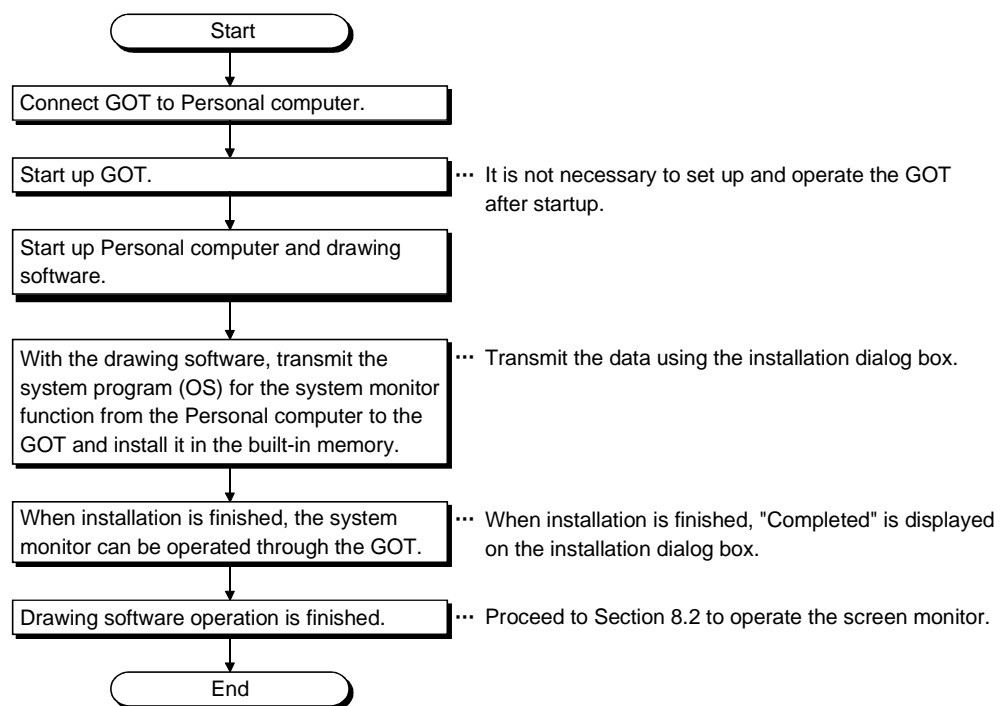 Start
Connect GOT to Personal computer.
Start up GOT.
··· It is not necessary to set up and operate the GOT
after startup.
Start up Personal computer and drawing
software.
With the drawing software, transmit the
system program (OS) for the system monitor
function from the Personal computer to the
GOT and install it in the built-in memory.
··· Transmit the data using the installation dialog box.
When installation is finished, the system
monitor can be operated through the GOT.
··· When installation is finished, "Completed" is displayed
on the installation dialog box.
Drawing software operation is finished.
··· Proceed to Section 8.2 to operate the screen monitor.
End